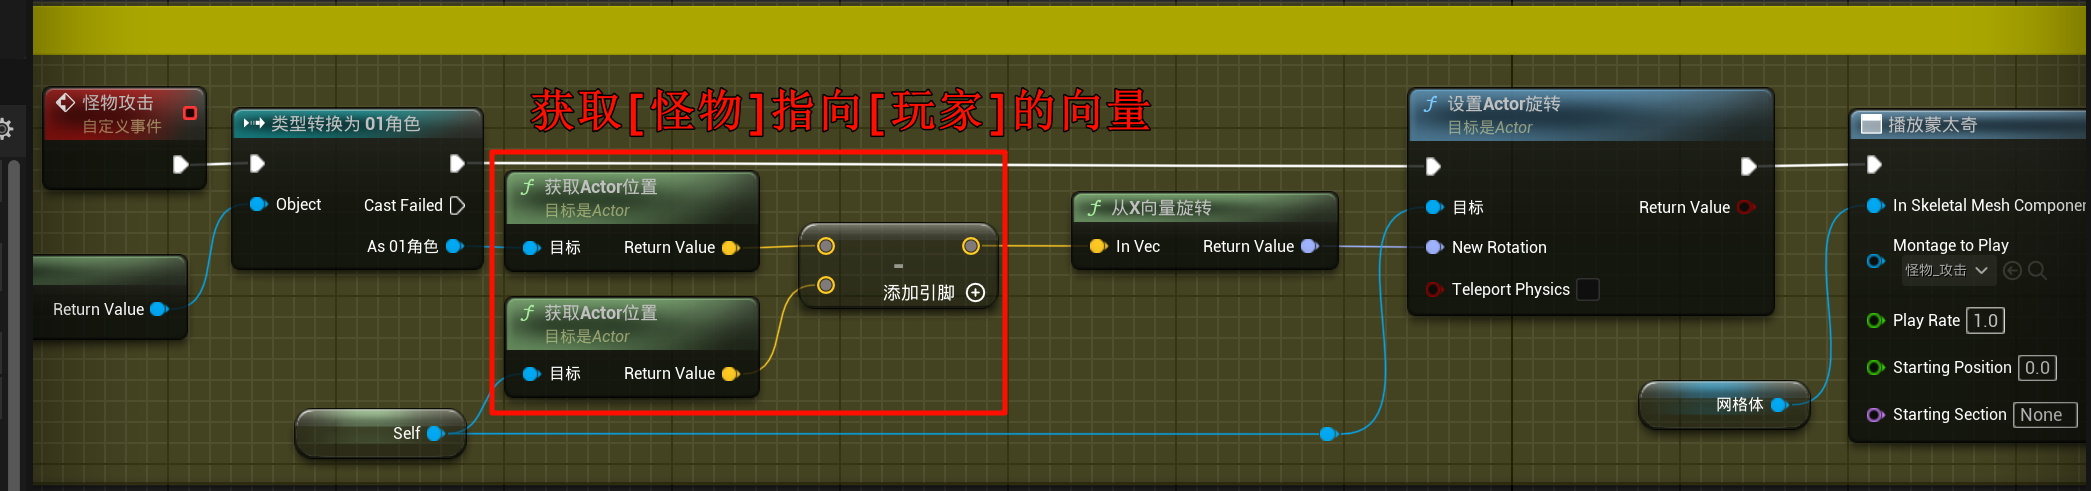 获取[怪物]指向[玩家]的向量
怪物攻击
自定义事件
类型转换为 01角色
Object
Cast Failed
As 01角色
Return Value
Self
获取Actor位置
目标是Actor
目标
Return Value
获取Actor位置
目标是Actor
目标
Return Value
-
添加引脚
从X向量旋转
In Vec
Return Value
设置Actor旋转
目标是Actor
目标
Return Value
New Rotation
Teleport Physics
网格体
播放蒙太奇
In Skeletal Mesh Componen
Montage to Play
怪物_攻击
Play Rate 1.0
Starting Position 0.0
Starting Section None